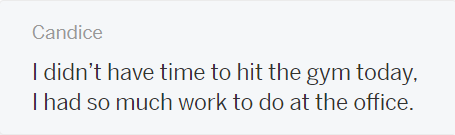 Candice
I didn’t have time to hit the gym today,
I had so much work to do at the office.